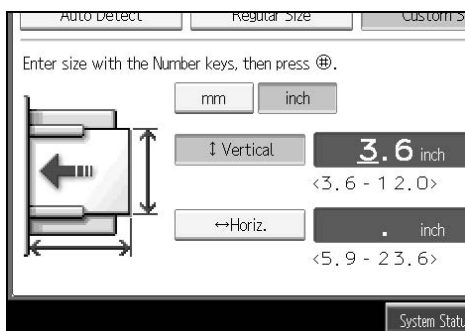 Auto Detect Regular Size Custom S
Enter size with the Number keys, then press ⊕.
mm inch
↕ Vertical 3.6 inch
<3.6 - 12.0>
↔Horiz. . inch
<5.9 - 23.6>
System Statu